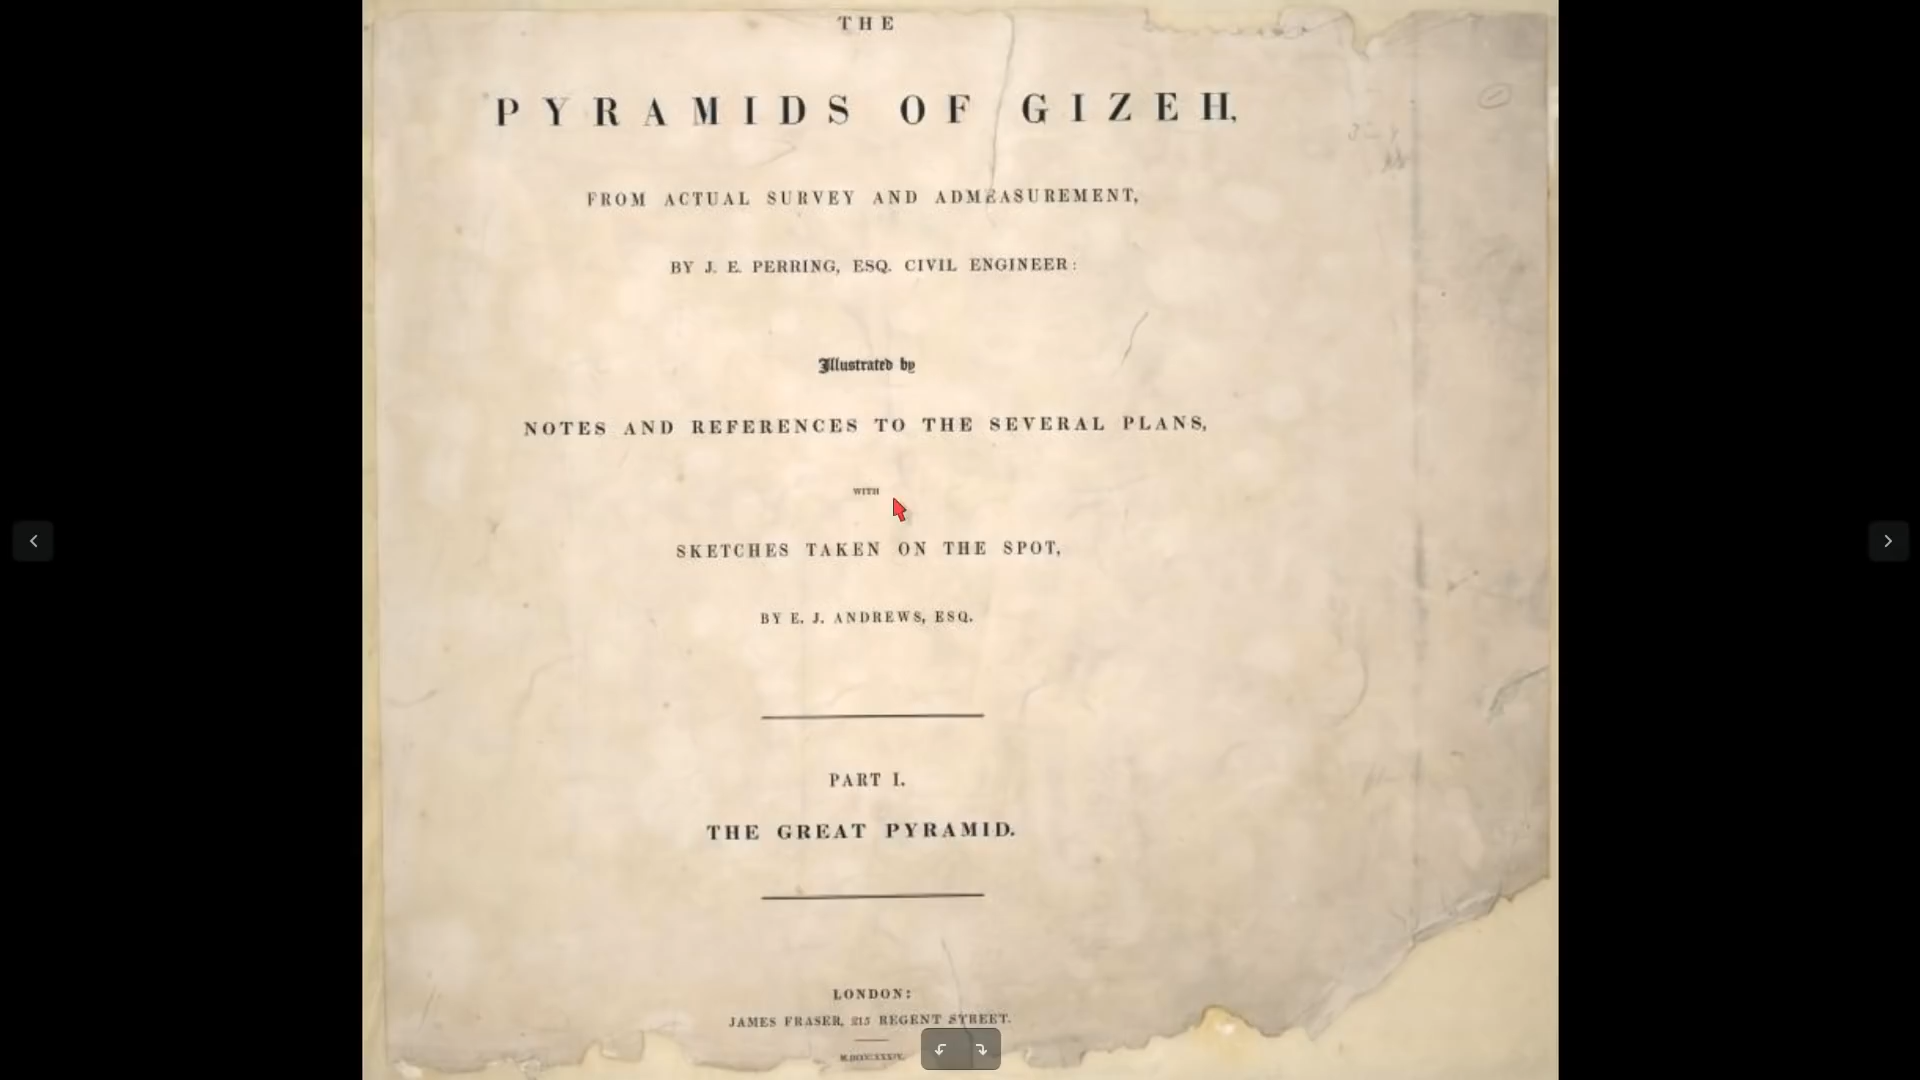 THE
PYRAMIDS OF GIZEH,
FROM ACTUAL SURVEY AND ADMEASUREMENT,
BY J. E. PERRING, ESQ. CIVIL ENGINEER:
Illustrated by
NOTES AND REFERENCES TO THE SEVERAL PLANS,
WITH
SKETCHES TAKEN ON THE SPOT,
BY E. J. ANDREWS, ESQ.
PART I.
THE GREAT PYRAMID.
LONDON:
JAMES FRASER, 215 REGENT STREET.